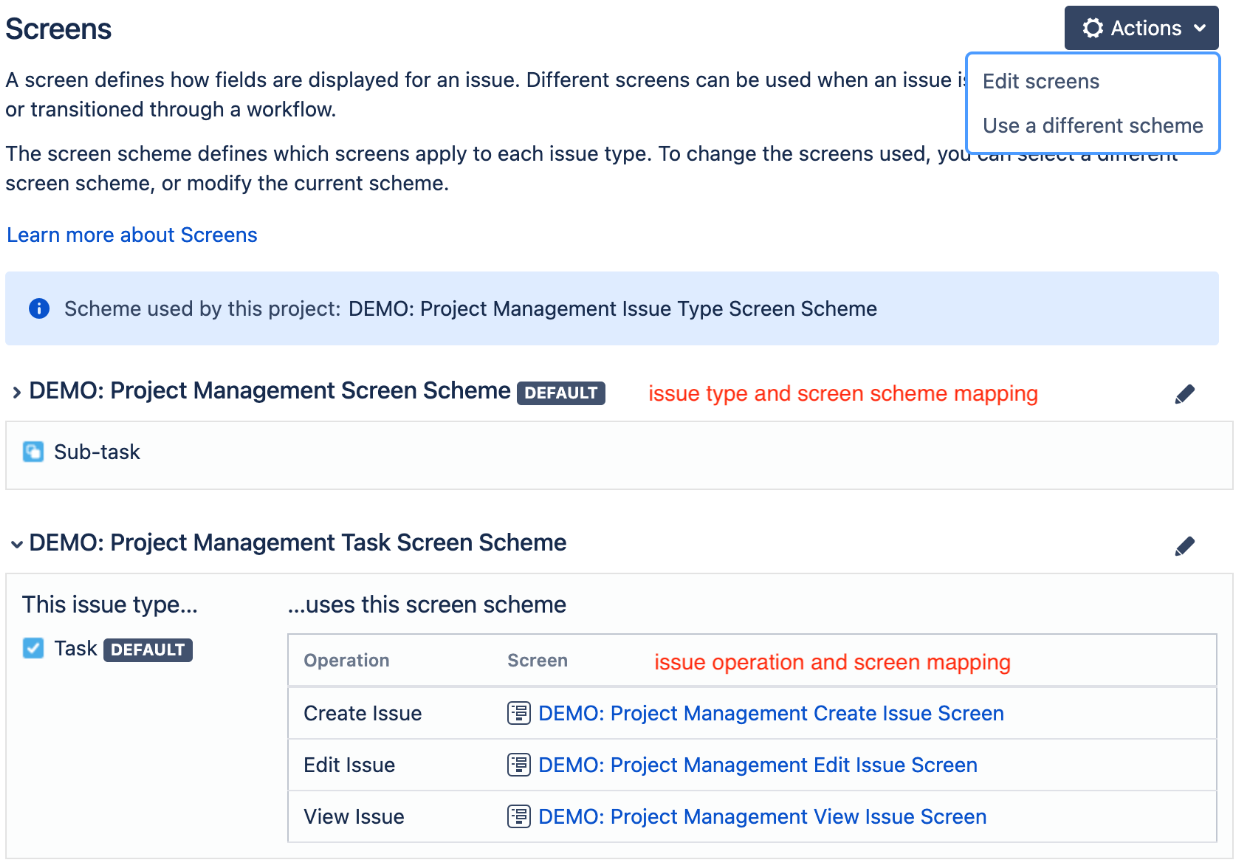 Screens
Actions
Edit screens
Use a different scheme
A screen defines how fields are displayed for an issue. Different screens can be used when an issue
or transitioned through a workflow.
The screen scheme defines which screens apply to each issue type. To change the screens used, you can select a different
screen scheme, or modify the current scheme.
Learn more about Screens
Scheme used by this project: DEMO: Project Management Issue Type Screen Scheme
DEMO: Project Management Screen Scheme DEFAULT issue type and screen scheme mapping
Sub-task
DEMO: Project Management Task Screen Scheme
This issue type... ...uses this screen scheme
Task DEFAULT
Operation Screen issue operation and screen mapping
Create Issue DEMO: Project Management Create Issue Screen
Edit Issue DEMO: Project Management Edit Issue Screen
View Issue DEMO: Project Management View Issue Screen